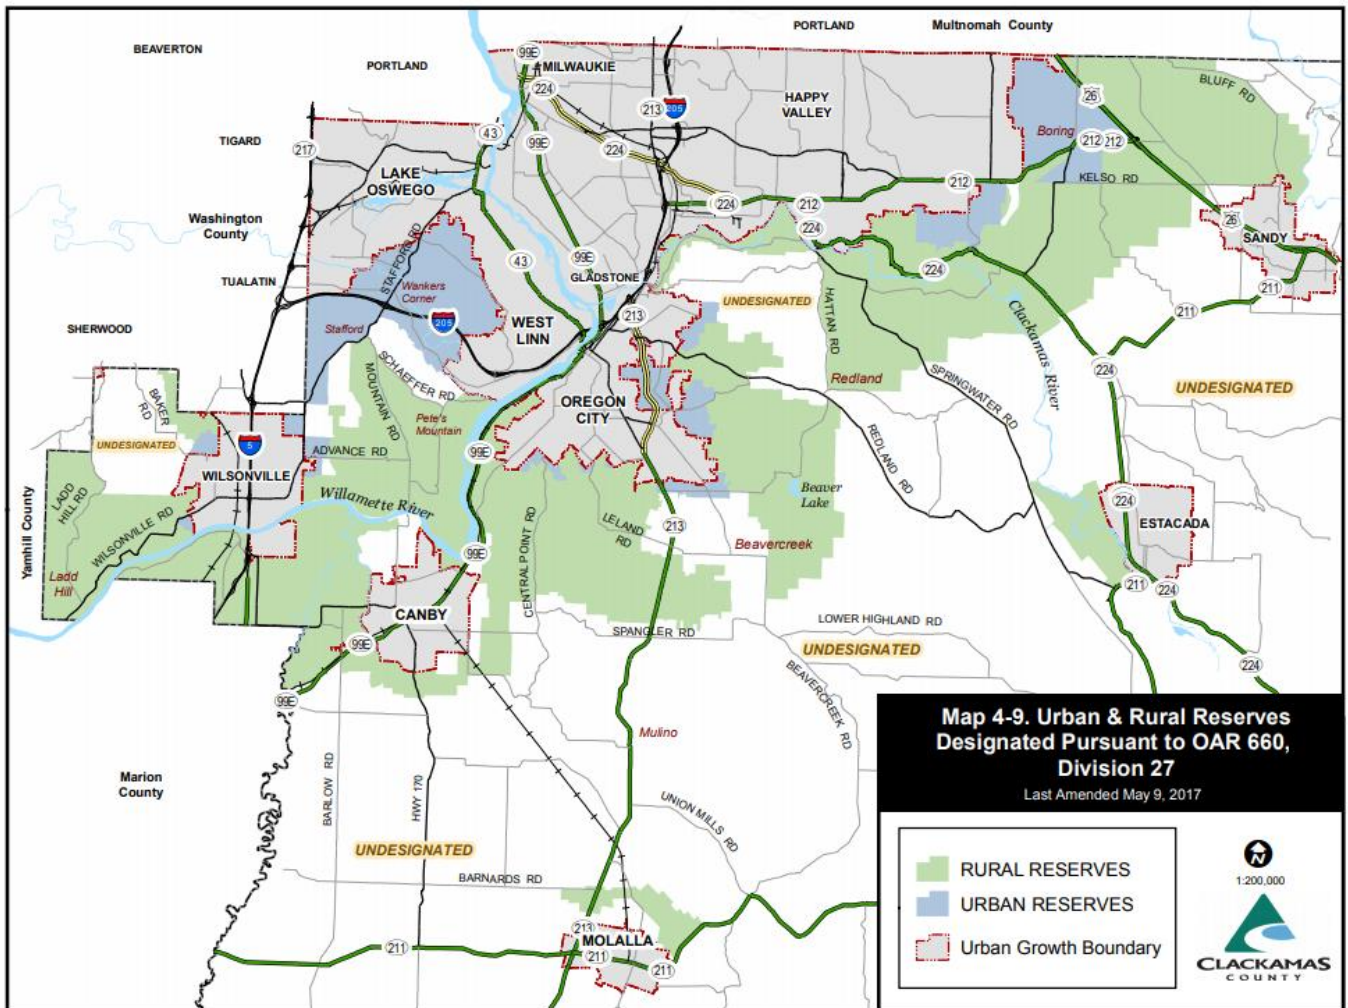 PORTLAND
Multnomah County
BEAVERTON
PORTLAND
99E
MILWAUKIE
224
213
205
HAPPY
VALLEY
26
BLUFF RD
TIGARD
217
43
99E
224
Boring
212
212
LAKE
OSWEGO
224
212
212
KELSO RD
Washington
County
STAFFORD RD
43
99E
224
26
SANDY
TUALATIN
Wankers
Corner
GLADSTONE
224
211
SHERWOOD
Stafford
205
WEST
LINN
213
UNDESIGNATED
HATTAN RD
Clackamas River
211
SCHAEFFER RD
MOUNTAIN RD
Redland
SPRINGWATER RD
224
UNDESIGNATED
BAKER RD
Pete's
Mountain
OREGON
CITY
UNDESIGNATED
5
ADVANCE RD
99E
REDLAND RD
WILSONVILLE
Willamette River
Beaver
Lake
224
ESTACADA
Yamhill County
LADD HILL RD
WILSONVILLE RD
CENTRAL POINT RD
LELAND RD
213
Beavercreek
Ladd
Hill
99E
211
224
CANBY
99E
SPANGLER RD
LOWER HIGHLAND RD
UNDESIGNATED
224
99E
BEAVERCREEK RD
Mulino
Marion
County
BARLOW RD
HWY 170
UNION MILLS RD
UNDESIGNATED
BARNARDS RD
213
MOLALLA
211
211
211
Map 4-9. Urban & Rural Reserves
Designated Pursuant to OAR 660,
Division 27
Last Amended May 9, 2017
RURAL RESERVES
URBAN RESERVES
Urban Growth Boundary
N
1:200,000
CLACKAMAS
COUNTY